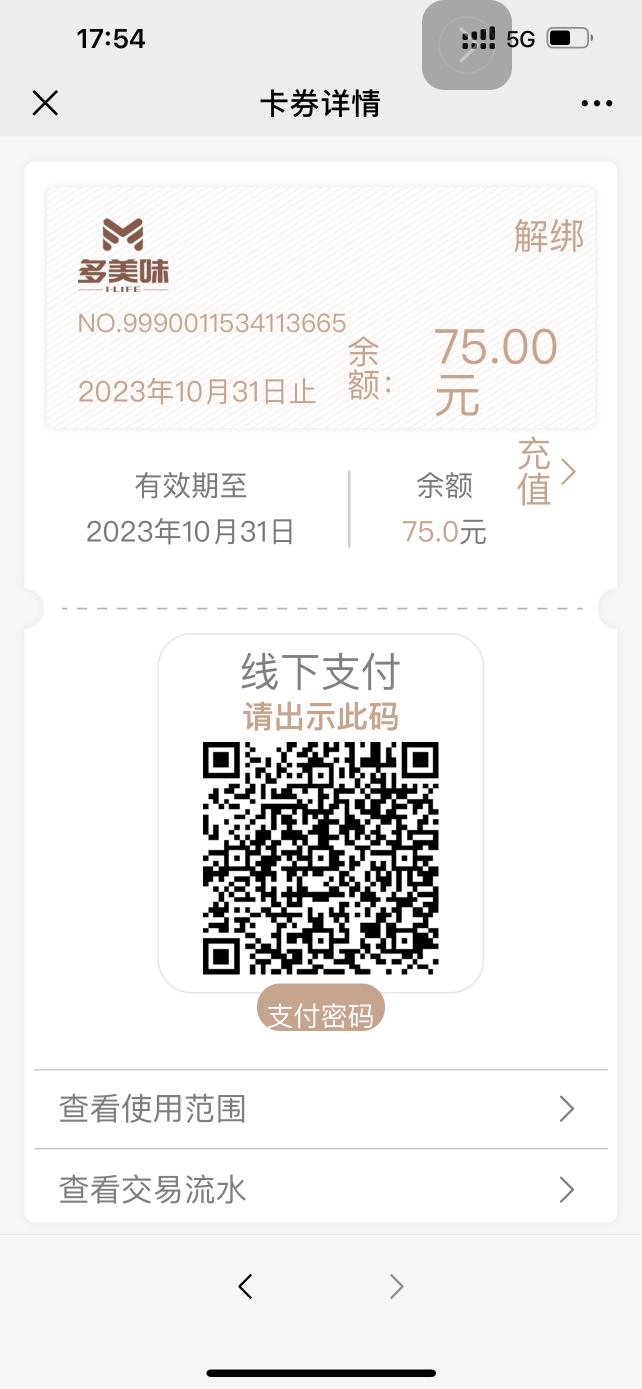 17:54
5G
卡券详情
多美味
I·LIFE
解绑
NO.9990011534113665
2023年10月31日止
余额：
75.00元
充值
有效期至
2023年10月31日
余额
75.0元
线下支付
请出示此码
支付密码
查看使用范围
查看交易流水